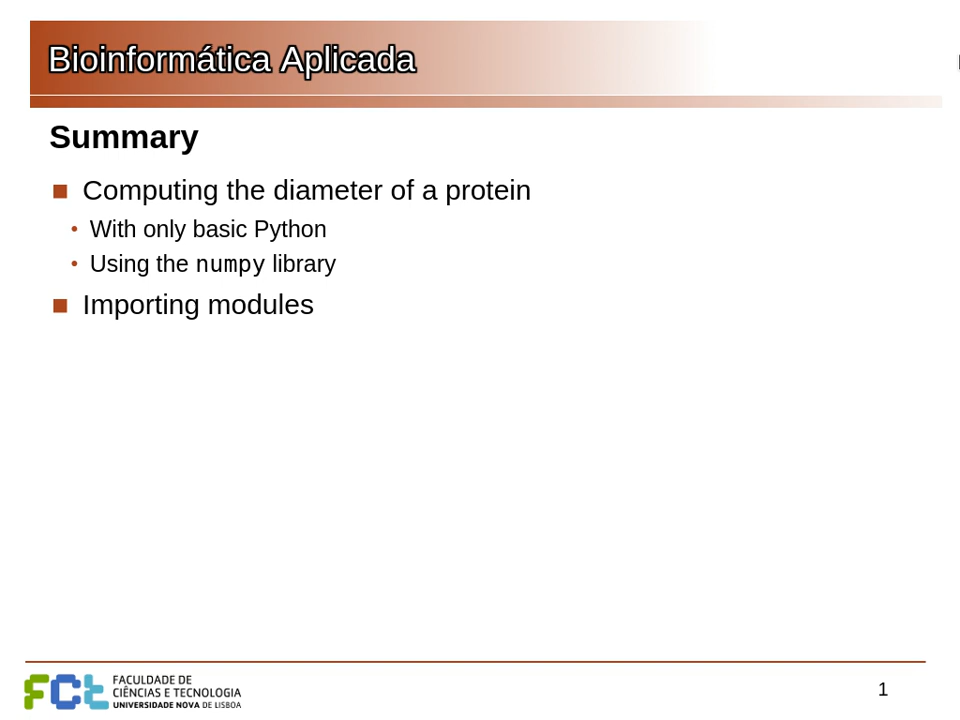 Bioinformática Aplicada
Summary
Computing the diameter of a protein
With only basic Python
Using the numpy library
Importing modules
FCt
FACULDADE DE
CIÊNCIAS E TECNOLOGIA
UNIVERSIDADE NOVA DE LISBOA
1